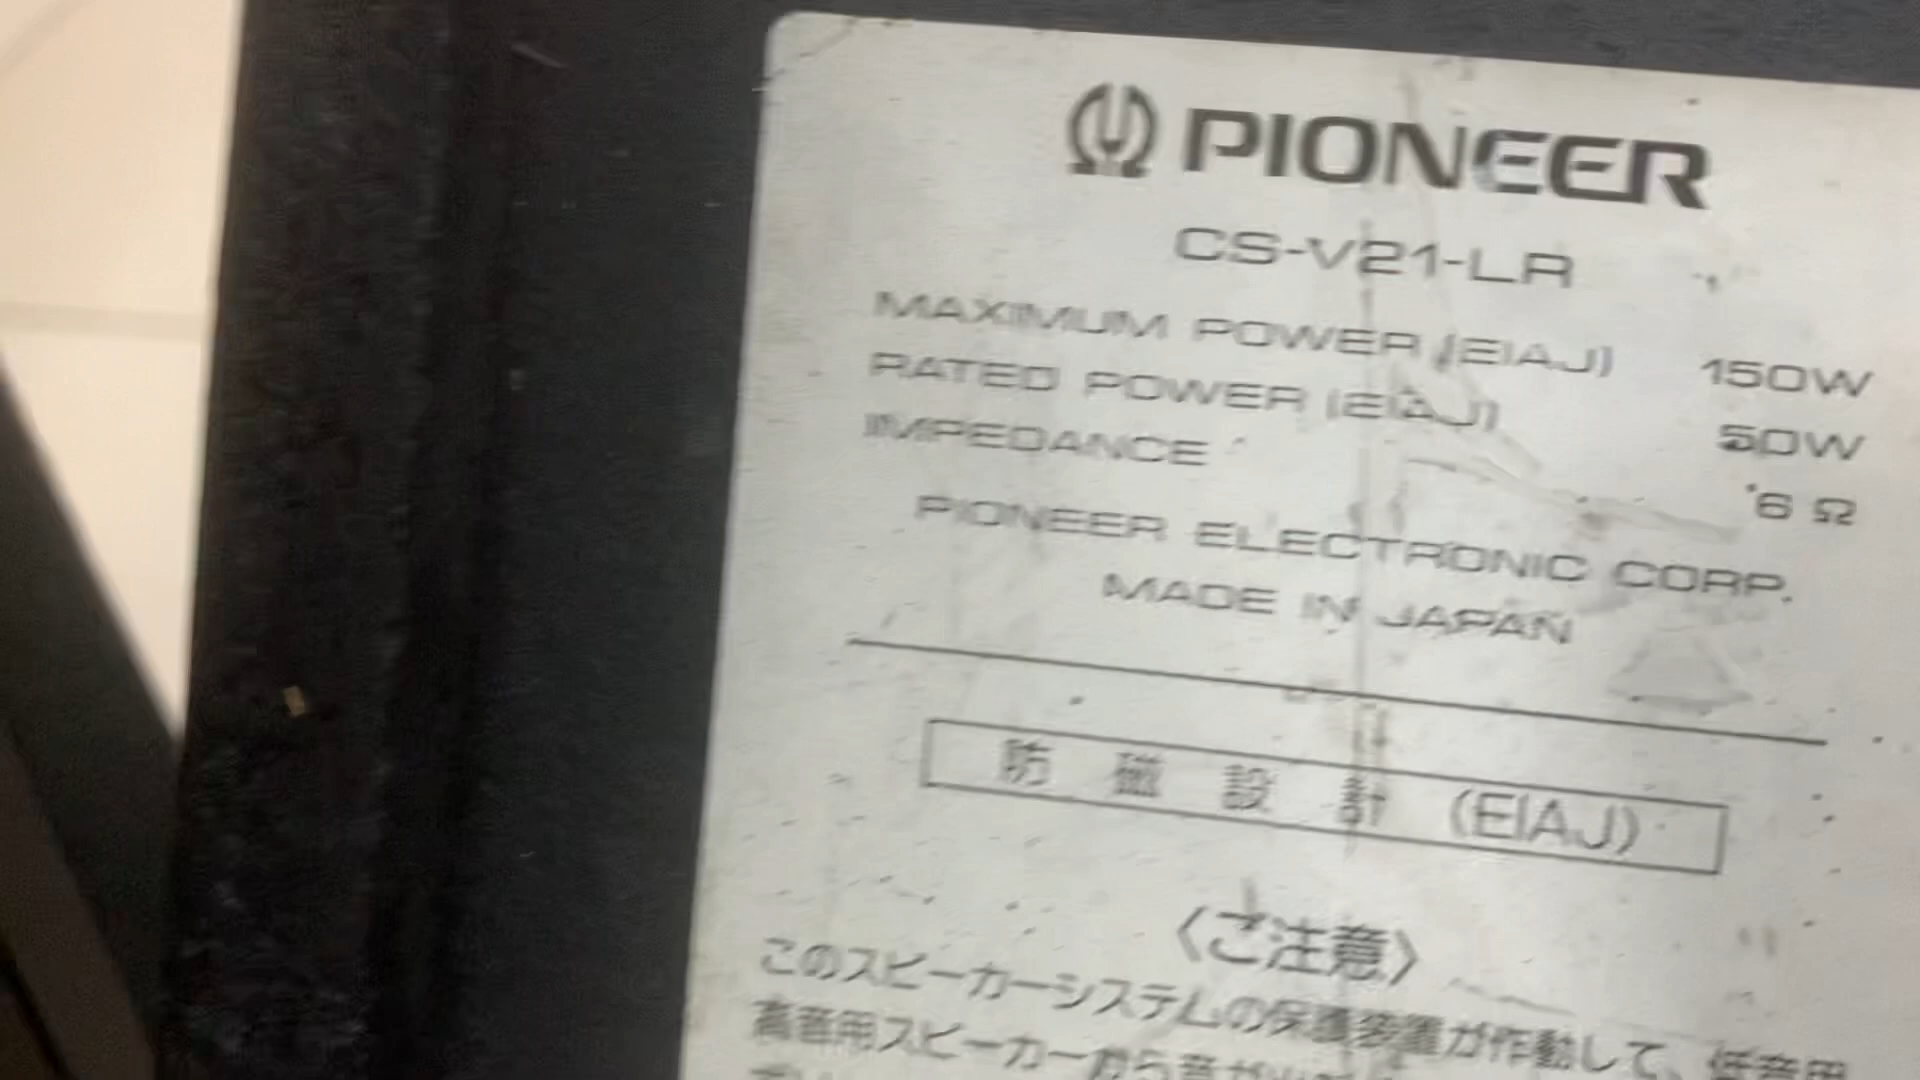 PIONEER
CS-V21-LR
MAXIMUM POWER (EIAJ) 150W
RATED POWER (EIAJ) 50W
IMPEDANCE 6 Ω
PIONEER ELECTRONIC CORP.
MADE IN JAPAN
防磁設計 (EIAJ)
〈ご注意〉
このスピーカーシステムの保護装置が作動して、低音用
高音用スピーカーから音が